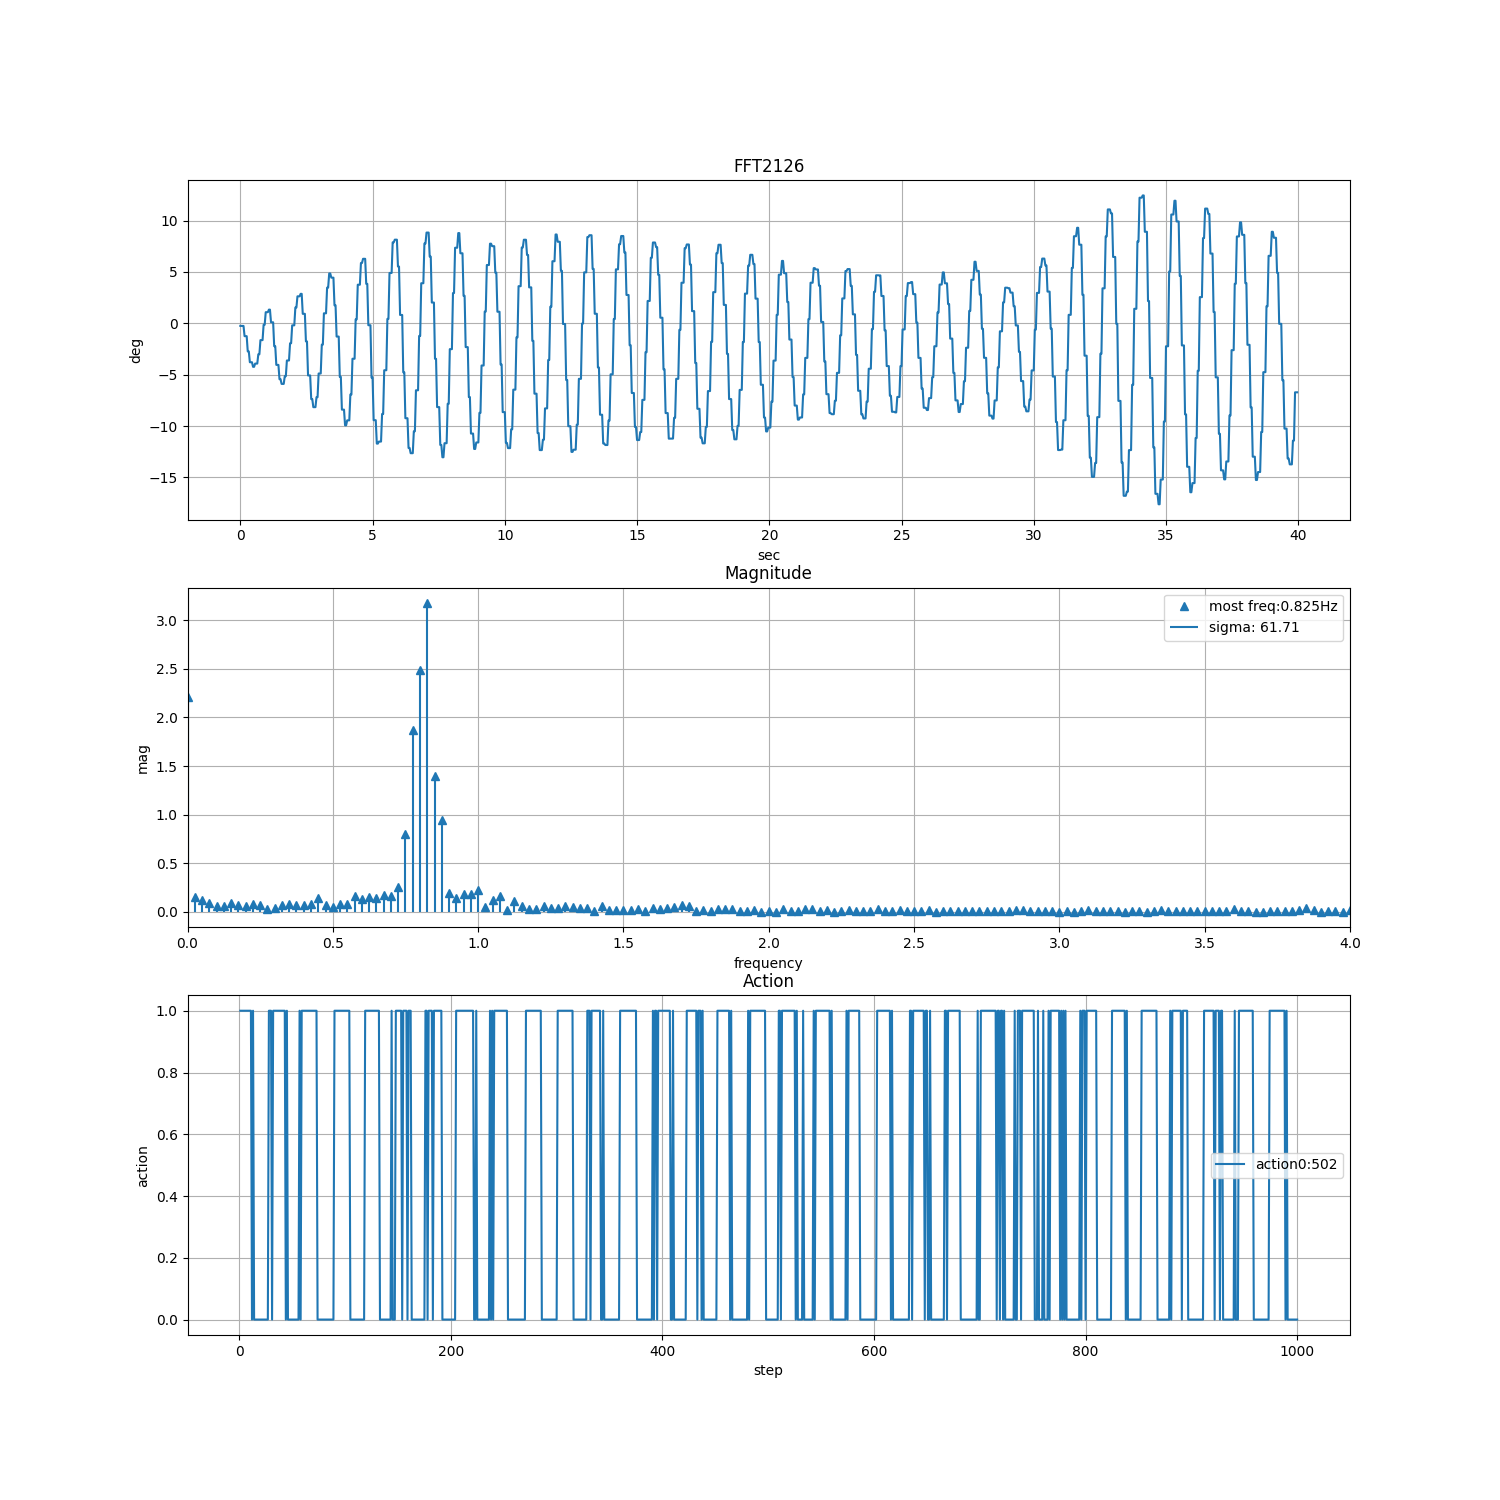 FFT2126
10
5
0
−5
−10
−15
deg
0 5 10 15 20 25 30 35 40
sec
Magnitude
most freq:0.825Hz
sigma: 61.71
3.0
2.5
2.0
1.5
1.0
0.5
0.0
mag
0.0 0.5 1.0 1.5 2.0 2.5 3.0 3.5 4.0
frequency
Action
1.0
0.8
0.6
0.4
0.2
0.0
action
action0:502
0 200 400 600 800 1000
step